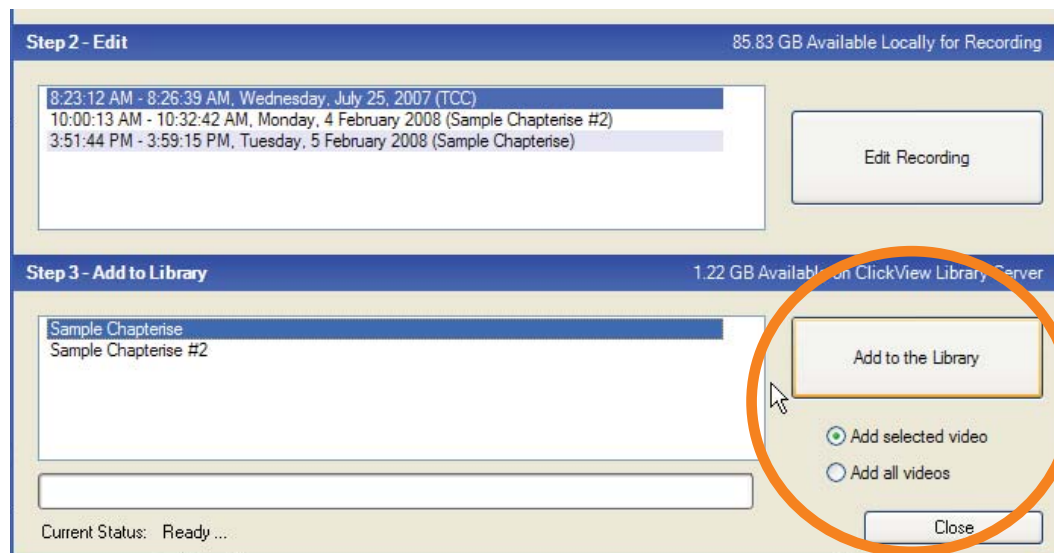 Step 2 - Edit
85.83 GB Available Locally for Recording
8:23:12 AM - 8:26:39 AM, Wednesday, July 25, 2007 (TCC)
10:00:13 AM - 10:32:42 AM, Monday, 4 February 2008 (Sample Chapterise #2)
3:51:44 PM - 3:59:15 PM, Tuesday, 5 February 2008 (Sample Chapterise)
Edit Recording
Step 3 - Add to Library
1.22 GB Available on ClickView Library Server
Sample Chapterise
Sample Chapterise #2
Add to the Library
Add selected video
Add all videos
Current Status: Ready ...
Close